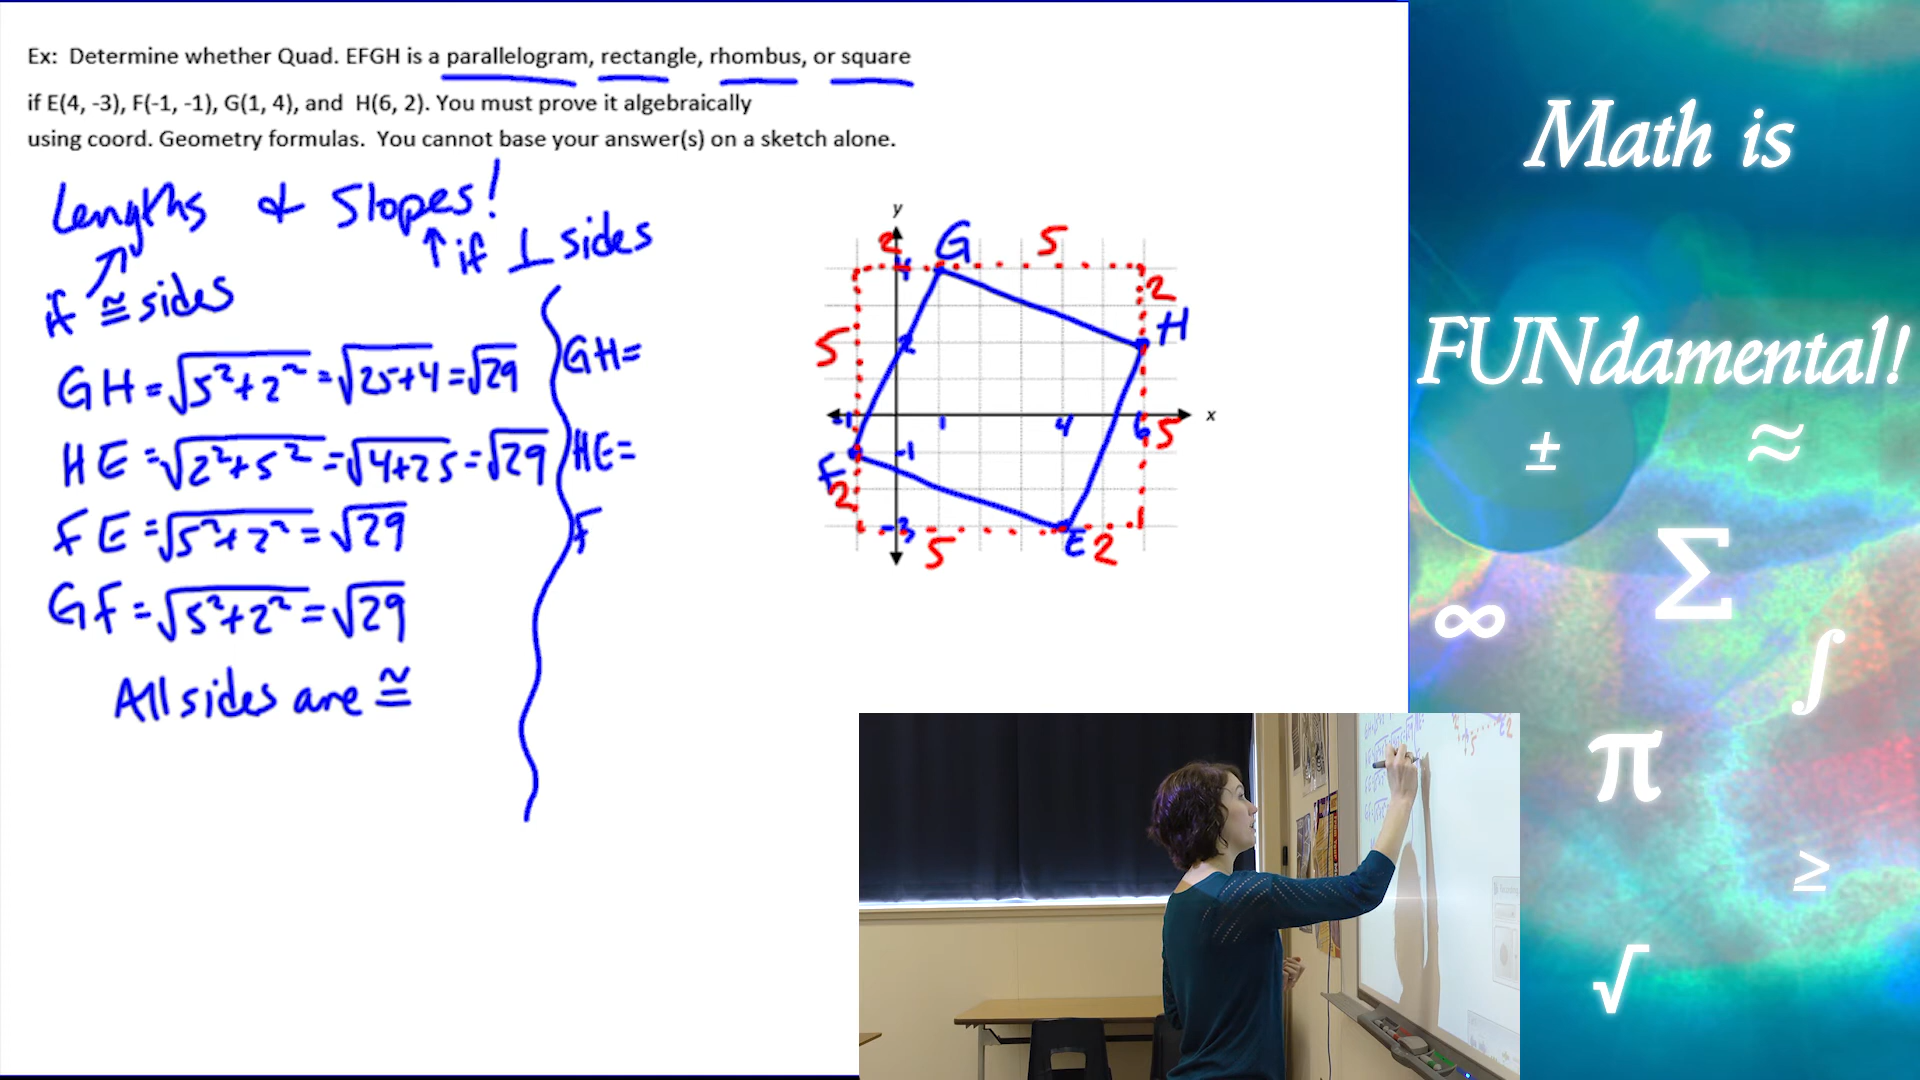 Ex: Determine whether Quad. EFGH is a parallelogram, rectangle, rhombus, or square
if E(4, -3), F(-1, -1), G(1, 4), and H(6, 2). You must prove it algebraically
using coord. Geometry formulas. You cannot base your answer(s) on a sketch alone.
Lengths & Slopes!
if ≅ sides
if ⊥ sides
GH = √5²+2² = √25+4 = √29
HE = √2²+5² = √4+25 = √29
FE = √5²+2² = √29
GF = √5²+2² = √29
All sides are ≅
GH=
HE=
F
y
2
G
5
4
2
H
5
2
-1
1
4
6
5
x
F
-1
2
-3
5
E
2
Math is
FUNdamental!
± ≈
∞ Σ
∫
π
≥
√